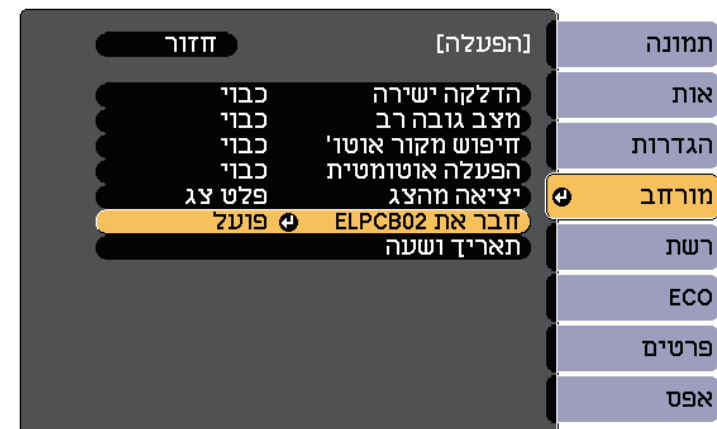 תמונה
אות
הגדרות
מורחב
רשת
ECO
פרטים
אפס
[הפעלה] חזור
הדלקה ישירה כבוי
מצב גובה רב כבוי
חיפוש מקור אוטו' כבוי
הפעלה אוטומטית כבוי
יציאה מהצג פלט צג
חבר את ELPCB02 פועל
תאריך ושעה